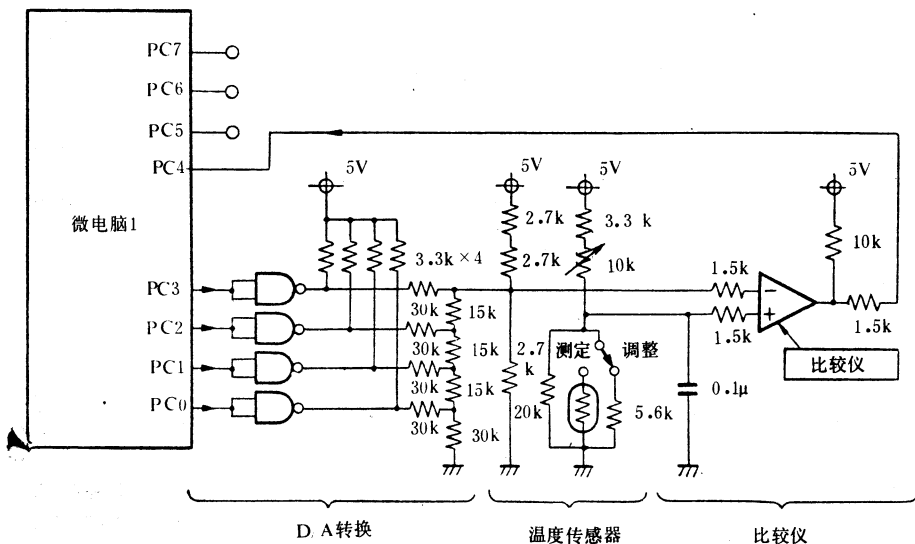 PC7
PC6
PC5
PC4
5V
5V
5V
5V
微电脑1
2.7k
3.3 k
2.7k
10k
10k
3.3k×4
PC3
30k
15k
1.5k
−
+
1.5k
1.5k
PC2
30k
15k
2.7
k
测定
调整
比较仪
PC1
30k
15k
0.1μ
PC0
30k
30k
20k
5.6k
D.A转换
温度传感器
比较仪